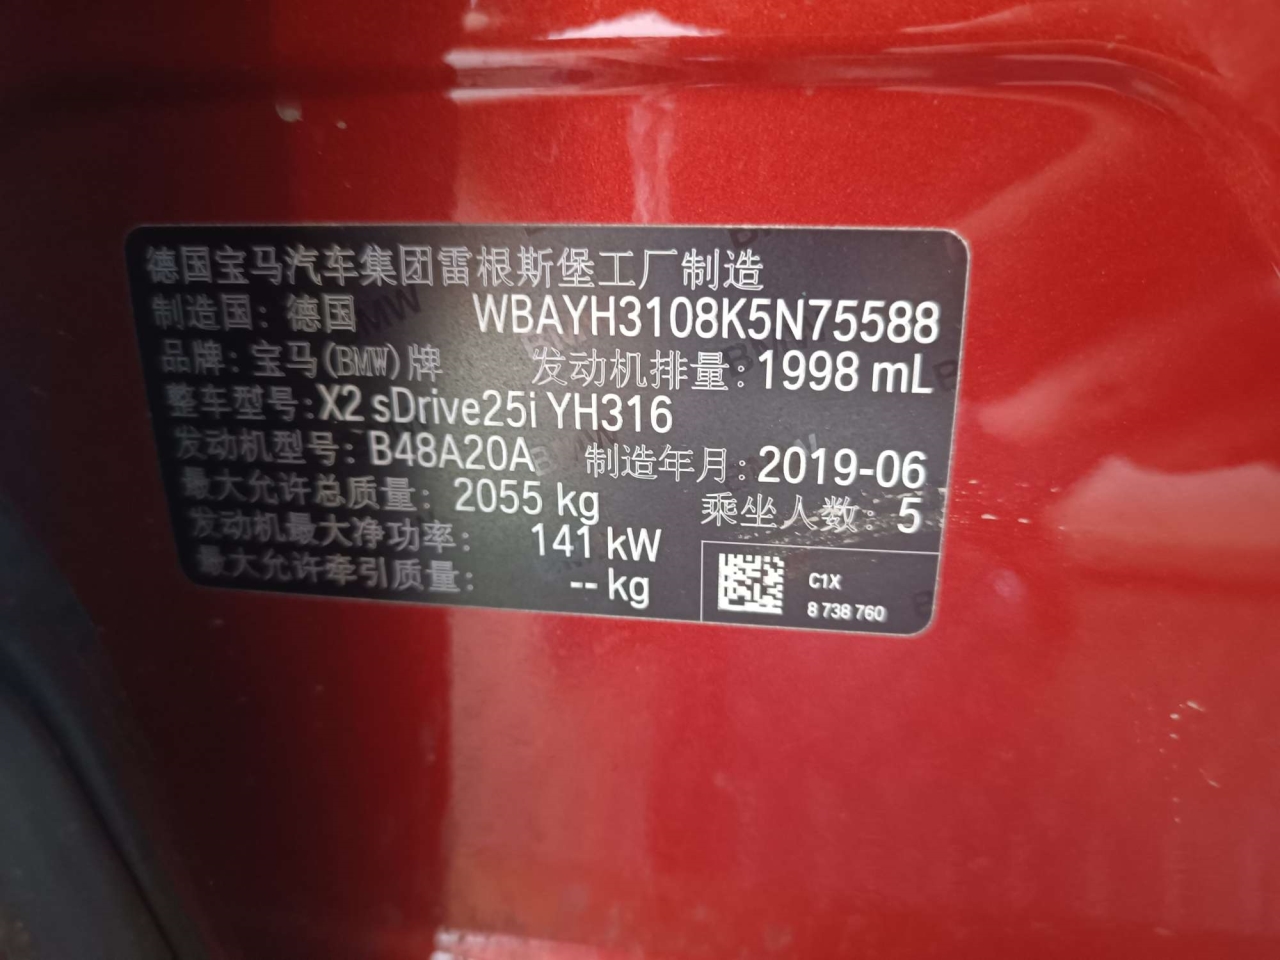 德国宝马汽车集团雷根斯堡工厂制造
制造国: 德国 WBAYH3108K5N75588
品牌: 宝马(BMW)牌 发动机排量: 1998 mL
整车型号: X2 sDrive25i YH316
发动机型号: B48A20A 制造年月: 2019-06
最大允许总质量: 2055 kg 乘坐人数: 5
发动机最大净功率: 141 kW
最大允许牵引质量: -- kg
C1X
8 738 760